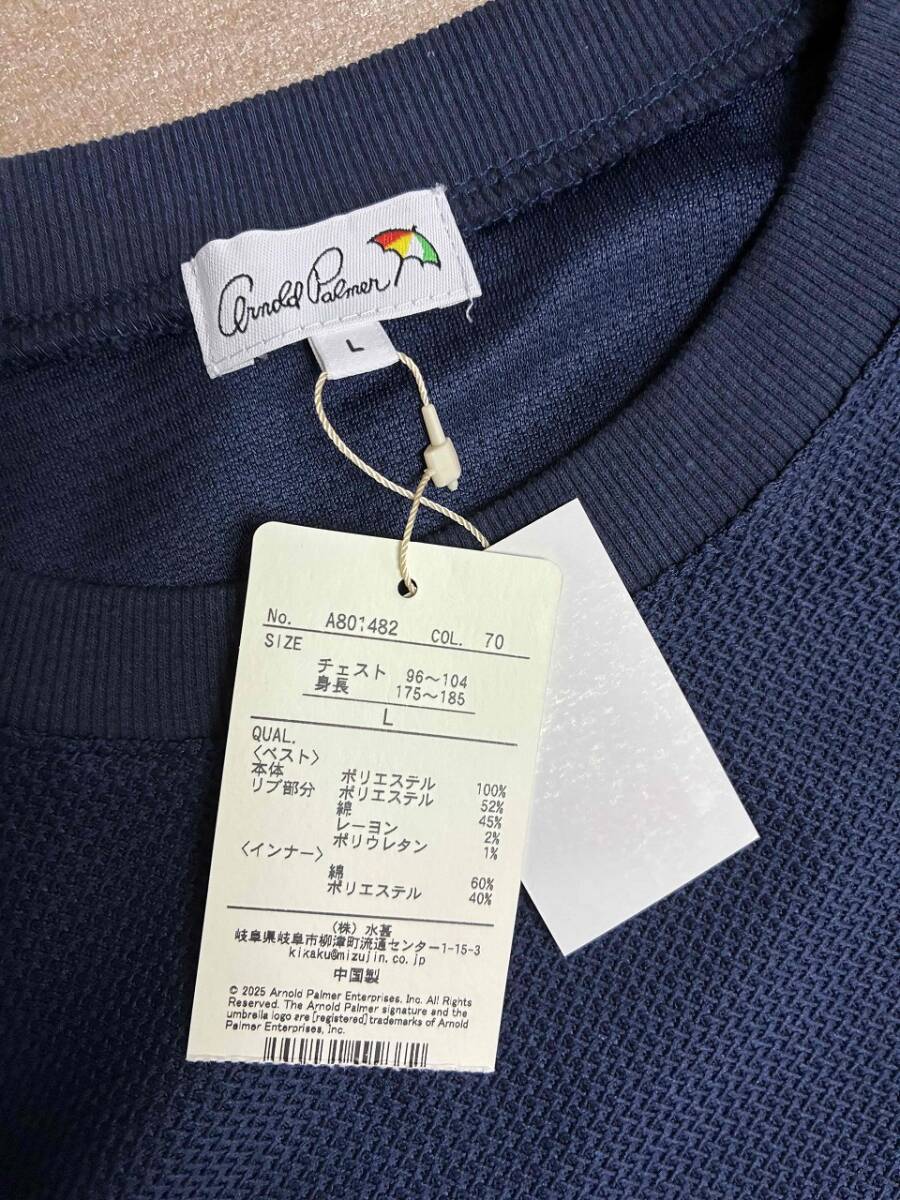 Arnold Palmer
L
No. A801482 COL. 70
SIZE
チェスト 96～104
身長 175～185
L
QUAL.
〈ベスト〉
本体 ポリエステル 100%
リブ部分 ポリエステル 52%
綿 45%
レーヨン 2%
ポリウレタン 1%
〈インナー〉
綿 60%
ポリエステル 40%
(株) 水甚
岐阜県岐阜市柳津町流通センター1-15-3
kikaku@mizujin.co.jp
中国製
© 2025 Arnold Palmer Enterprises, Inc. All Rights
Reserved. The Arnold Palmer signature and the
umbrella logo are [registered] trademarks of Arnold
Palmer Enterprises, Inc.